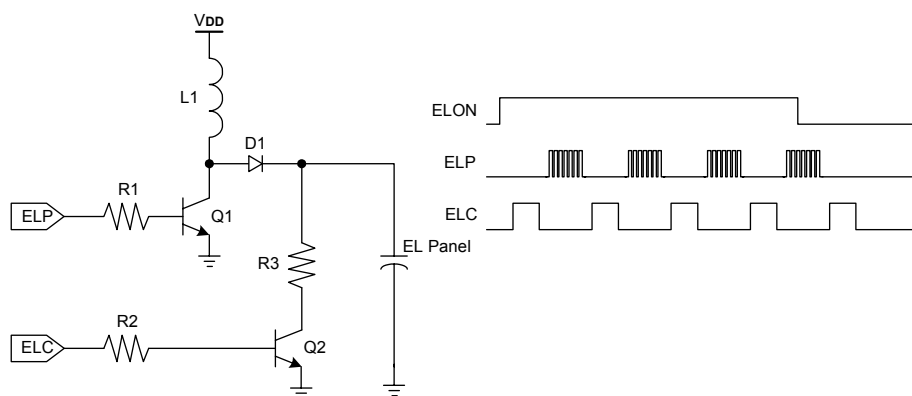 VDD
L1
D1
ELP
R1
Q1
R3
EL Panel
ELC
R2
Q2
ELON
ELP
ELC